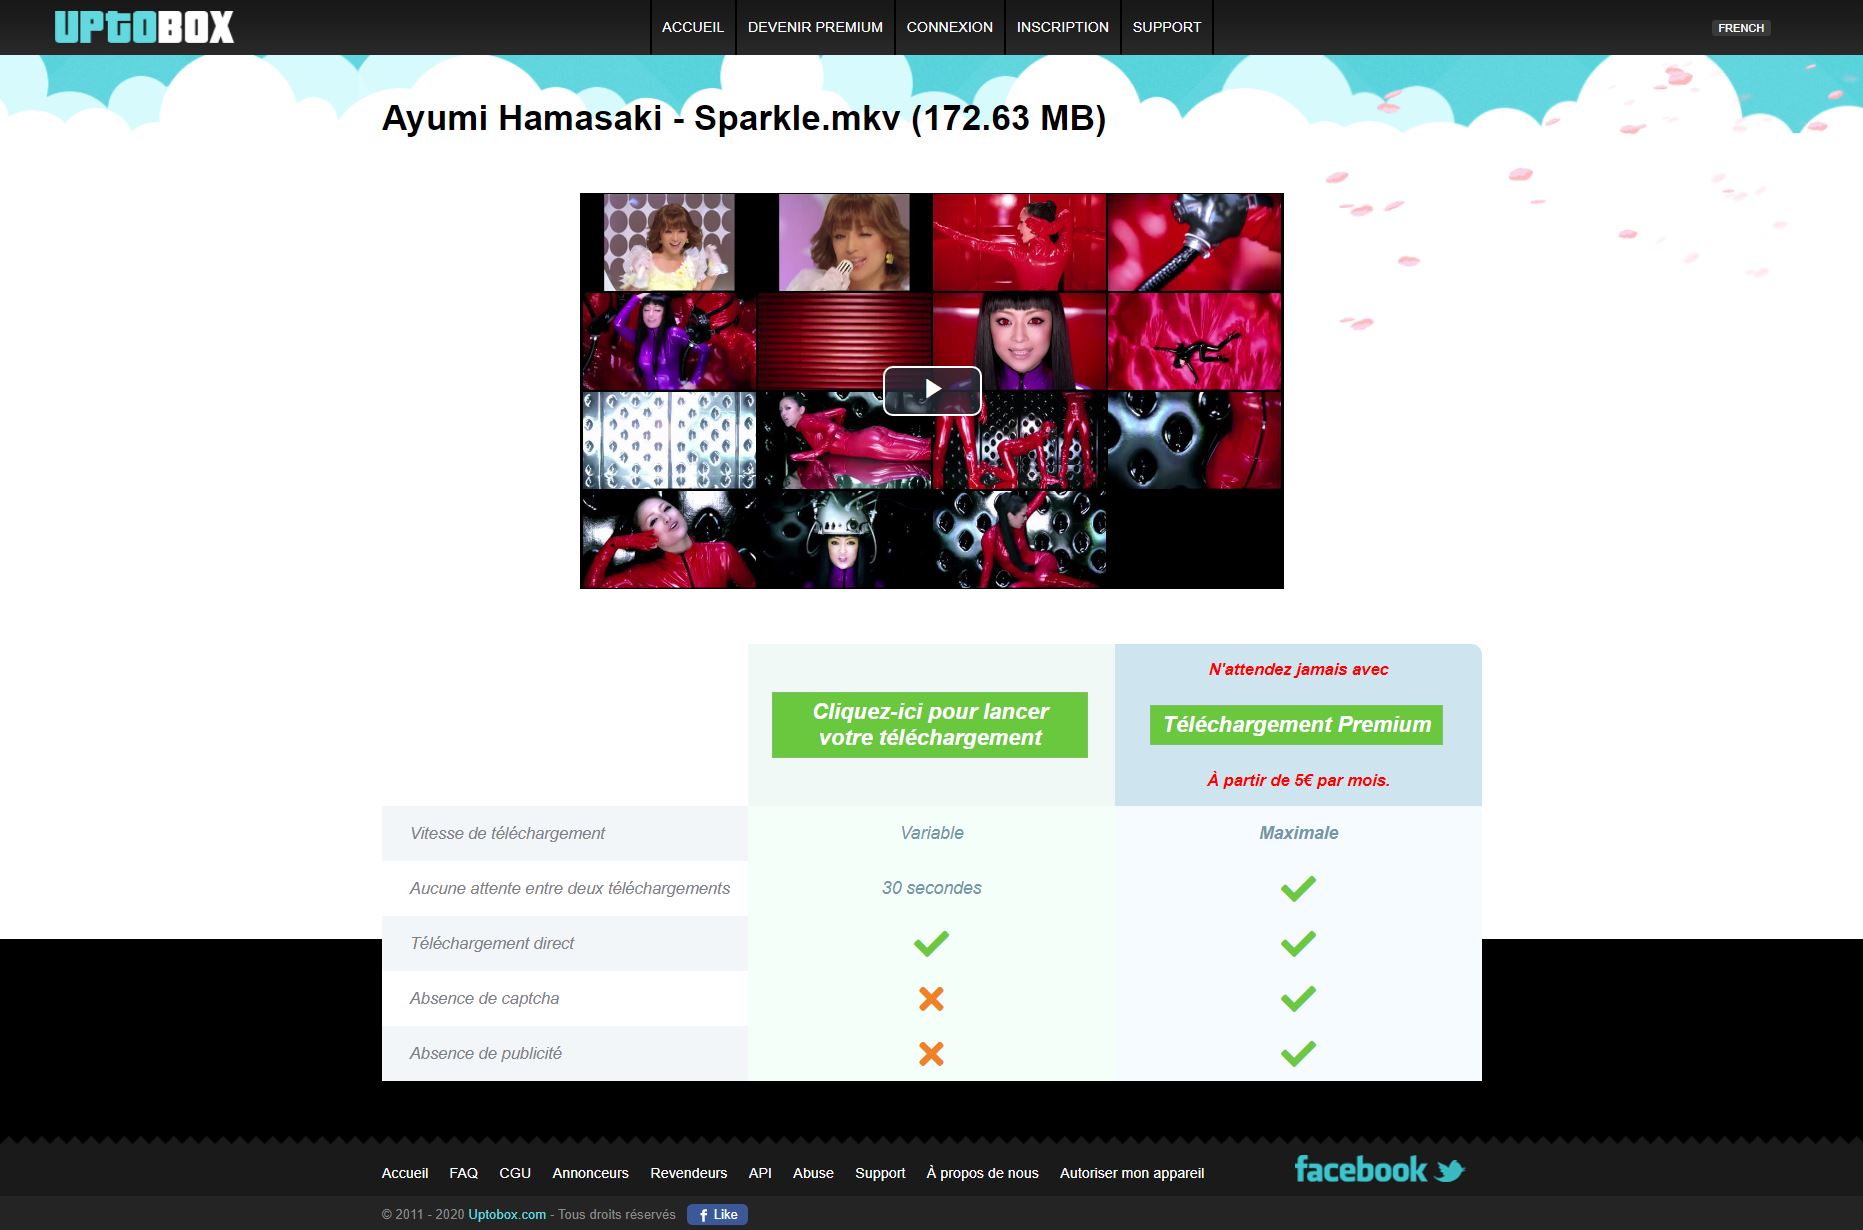 UPTOBOX
ACCUEIL
DEVENIR PREMIUM
CONNEXION
INSCRIPTION
SUPPORT
FRENCH
Ayumi Hamasaki - Sparkle.mkv (172.63 MB)
Cliquez-ici pour lancer
votre téléchargement
N'attendez jamais avec
Téléchargement Premium
À partir de 5€ par mois.
Vitesse de téléchargement
Variable
Maximale
Aucune attente entre deux téléchargements
30 secondes
Téléchargement direct
Absence de captcha
Absence de publicité
Accueil
FAQ
CGU
Annonceurs
Revendeurs
API
Abuse
Support
À propos de nous
Autoriser mon appareil
facebook
© 2011 - 2020 Uptobox.com - Tous droits réservés
f Like